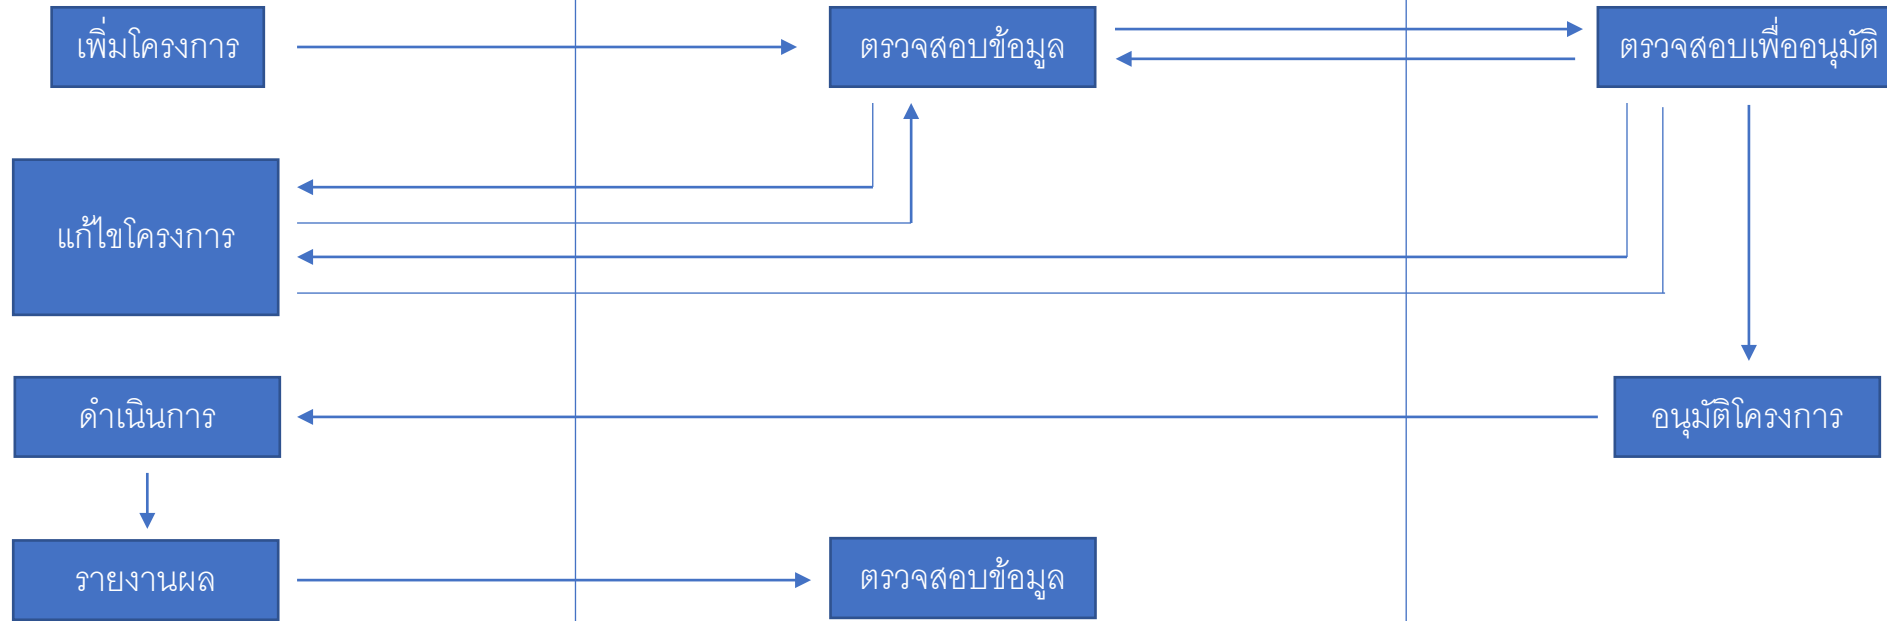 เพิ่มโครงการ
ตรวจสอบข้อมูล
ตรวจสอบเพื่ออนุมัติ
แก้ไขโครงการ
ดำเนินการ
อนุมัติโครงการ
รายงานผล
ตรวจสอบข้อมูล